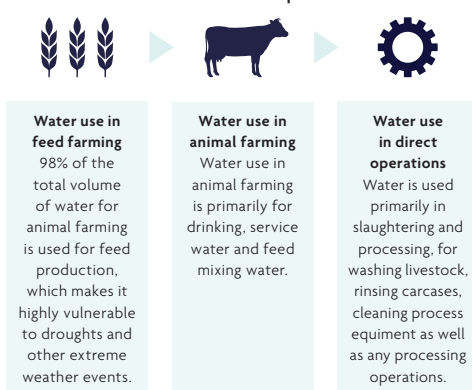 Water use in
feed farming
98% of the
total volume
of water for
animal farming
is used for feed
production,
which makes it
highly vulnerable
to droughts and
other extreme
weather events.
Water use in
animal farming
Water use in
animal farming
is primarily for
drinking, service
water and feed
mixing water.
Water use
in direct
operations
Water is used
primarily in
slaughtering and
processing, for
washing livestock,
rinsing carcases,
cleaning process
equiment as well
as any processing
operations.